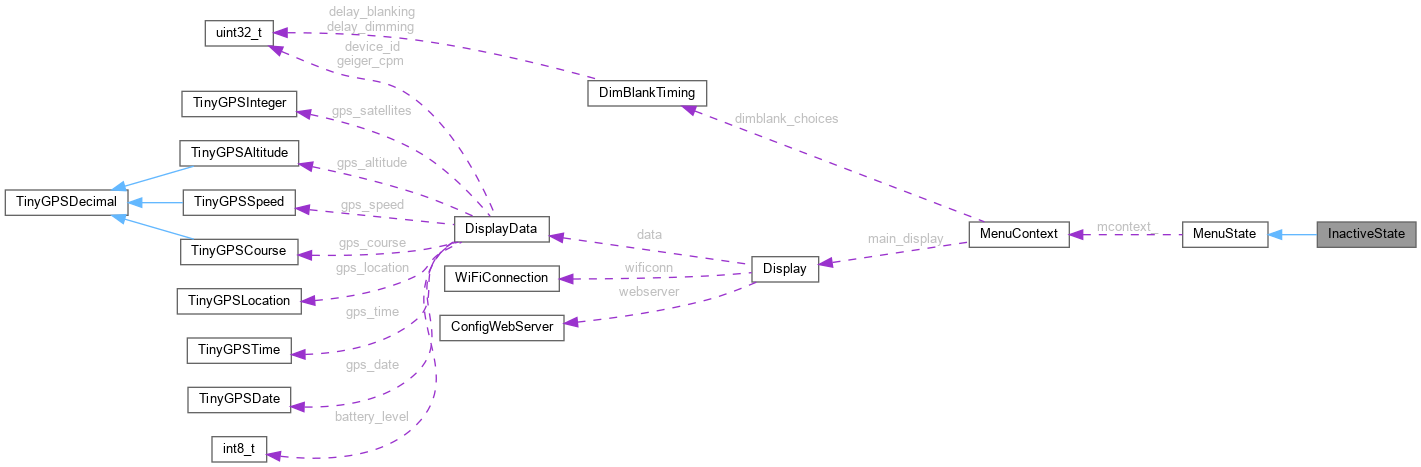 delay_blanking
delay_dimming
uint32_t
device_id
geiger_cpm
DimBlankTiming
TinyGPSInteger
gps_satellites
dimblank_choices
TinyGPSAltitude
gps_altitude
TinyGPSDecimal
TinyGPSSpeed
gps_speed
DisplayData
MenuContext
mcontext_
MenuState
InactiveState
TinyGPSCourse
gps_course
data
main_display
gps_location
WiFiConnection
wificonn
Display
TinyGPSLocation
webserver
gps_time
ConfigWebServer
TinyGPSTime
gps_date
TinyGPSDate
battery_level
int8_t